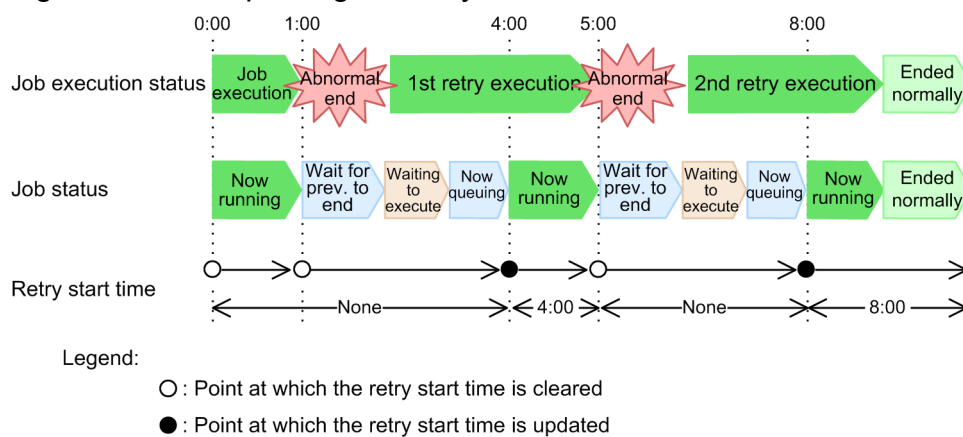 0:00 1:00 4:00 5:00 8:00
Job execution status
Job
execution
Abnormal
end
1st retry execution
Abnormal
end
2nd retry execution
Ended
normally
Job status
Now
running
Wait for
prev. to
end
Waiting
to
execute
Now
queuing
Now
running
Wait for
prev. to
end
Waiting
to
execute
Now
queuing
Now
running
Ended
normally
Retry start time
None 4:00 None 8:00
Legend:
: Point at which the retry start time is cleared
: Point at which the retry start time is updated